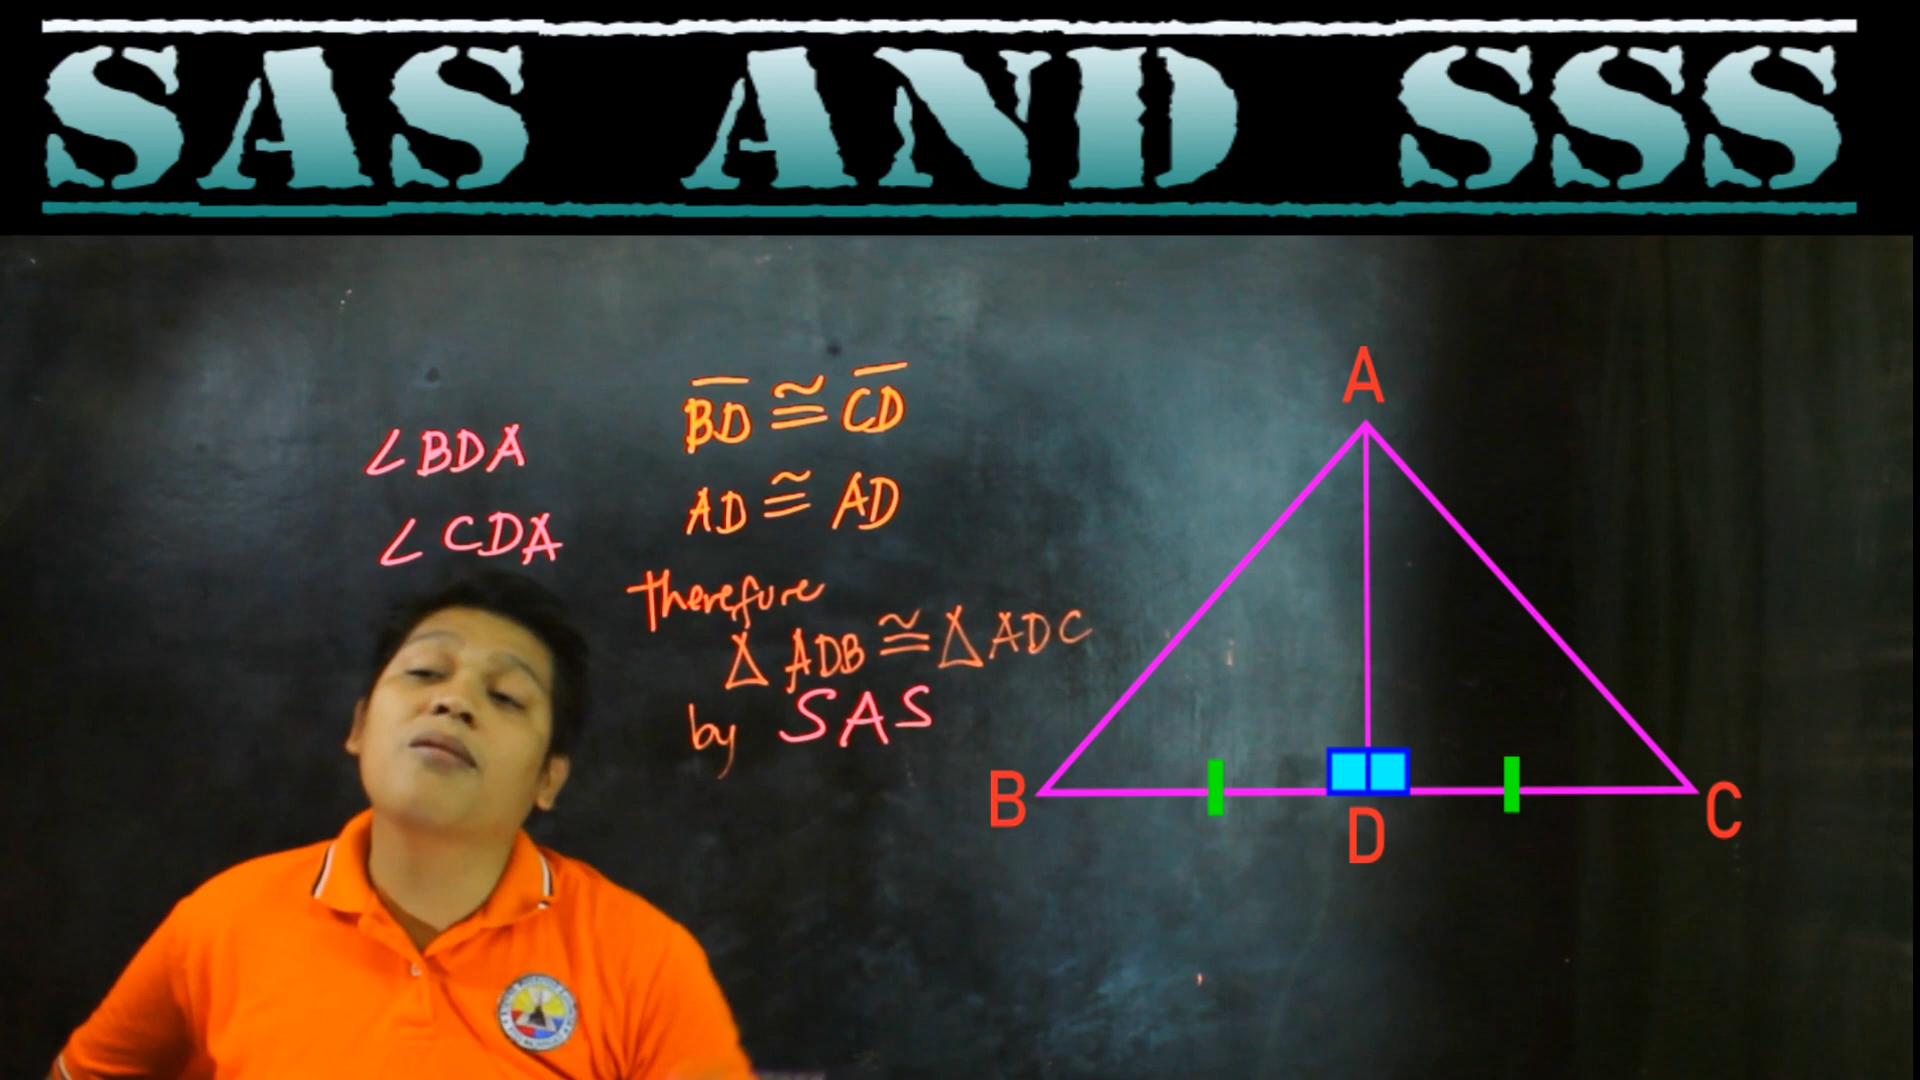 SAS AND SSS
∠BDA
∠CDA
BD ≅ CD
AD ≅ AD
therefore
Δ ADB ≅ Δ ADC
by SAS
A
B
D
C